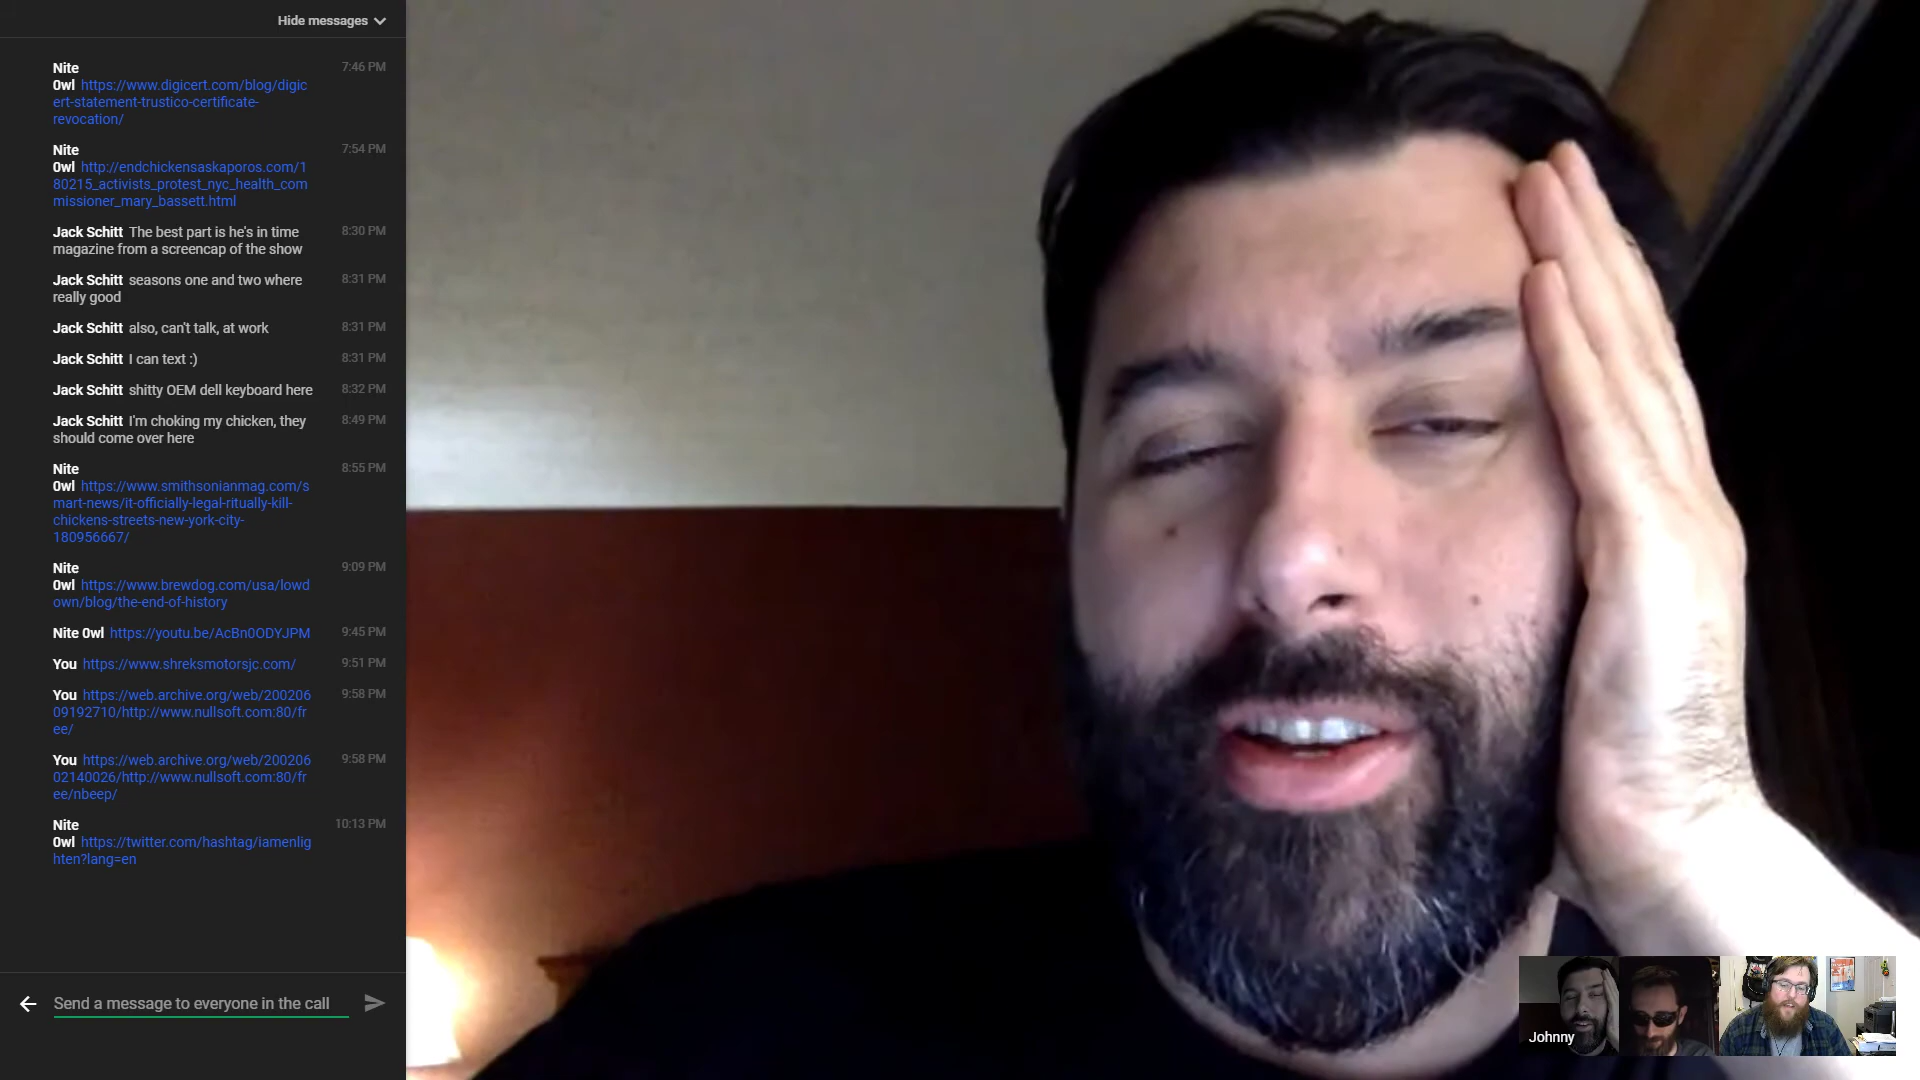 Hide messages
Nite 7:46 PM
0wl https://www.digicert.com/blog/digic
ert-statement-trustico-certificate-
revocation/
Nite 7:54 PM
0wl http://endchickensaskaporos.com/1
80215_activists_protest_nyc_health_com
missioner_mary_bassett.html
Jack Schitt The best part is he's in time 8:30 PM
magazine from a screencap of the show
Jack Schitt seasons one and two where 8:31 PM
really good
Jack Schitt also, can't talk, at work 8:31 PM
Jack Schitt I can text :) 8:31 PM
Jack Schitt shitty OEM dell keyboard here 8:32 PM
Jack Schitt I'm choking my chicken, they 8:49 PM
should come over here
Nite 8:55 PM
0wl https://www.smithsonianmag.com/s
mart-news/it-officially-legal-ritually-kill-
chickens-streets-new-york-city-
180956667/
Nite 9:09 PM
0wl https://www.brewdog.com/usa/lowd
own/blog/the-end-of-history
Nite 0wl https://youtu.be/AcBn0ODYJPM 9:45 PM
You https://www.shreksmotorsjc.com/ 9:51 PM
You https://web.archive.org/web/200206 9:58 PM
09192710/http://www.nullsoft.com:80/fr
ee/
You https://web.archive.org/web/200206 9:58 PM
02140026/http://www.nullsoft.com:80/fr
ee/nbeep/
Nite 10:13 PM
0wl https://twitter.com/hashtag/iamenlig
hten?lang=en
Send a message to everyone in the call
Johnny